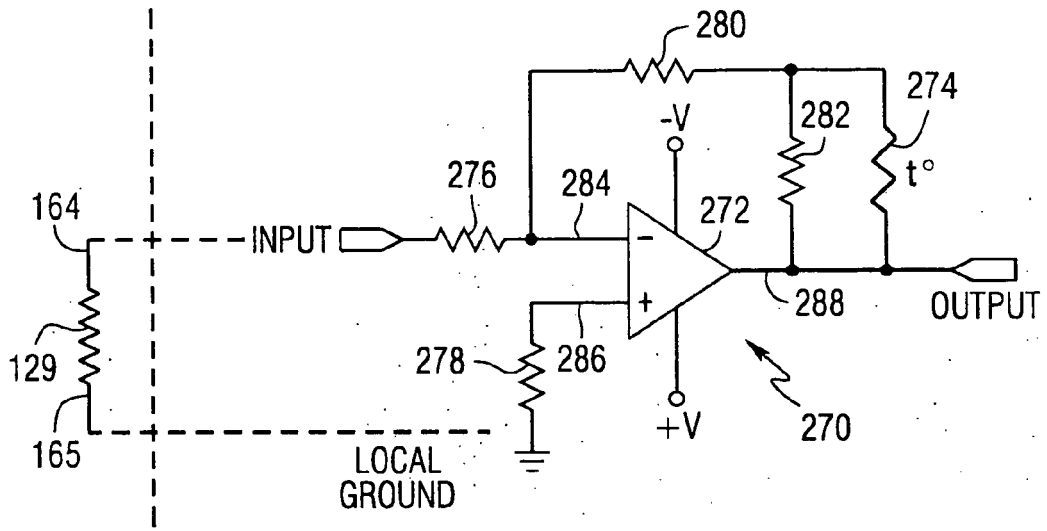 280
274
-V
282
t°
276
284
272
164
INPUT
-
+
288
OUTPUT
129
278
286
165
+V
270
LOCAL
GROUND